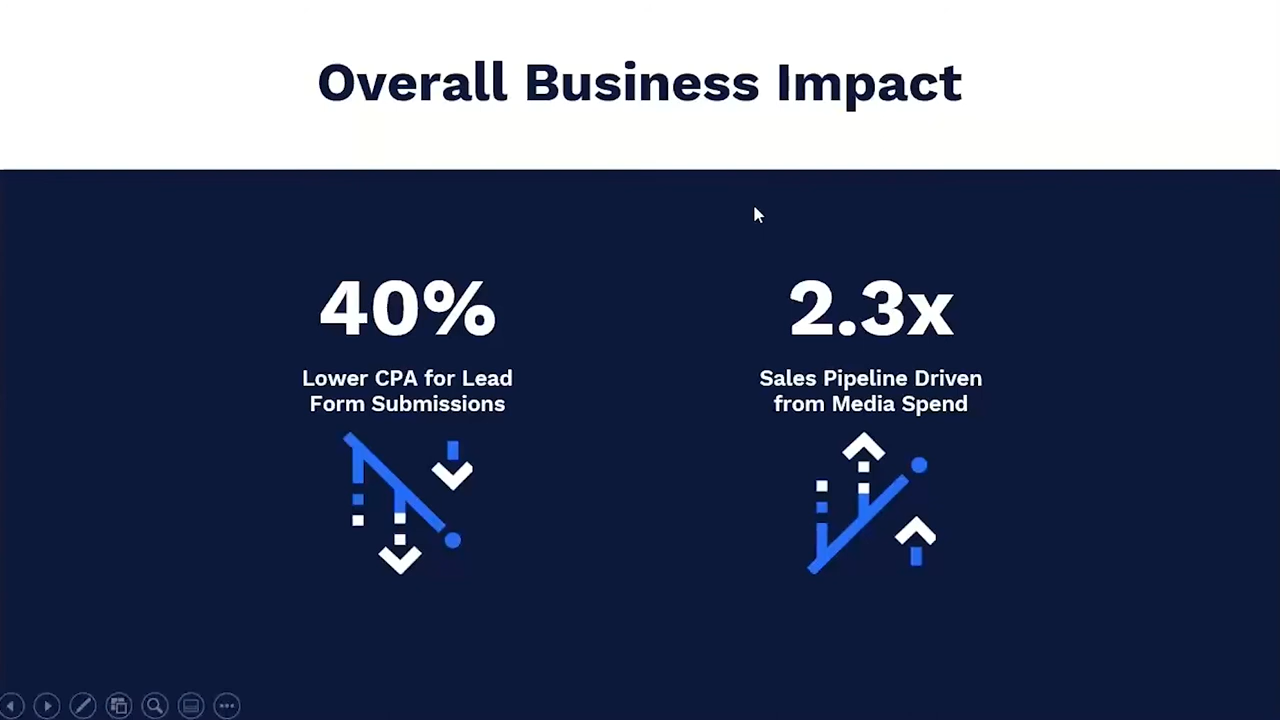 Overall Business Impact
40%
Lower CPA for Lead
Form Submissions
2.3x
Sales Pipeline Driven
from Media Spend